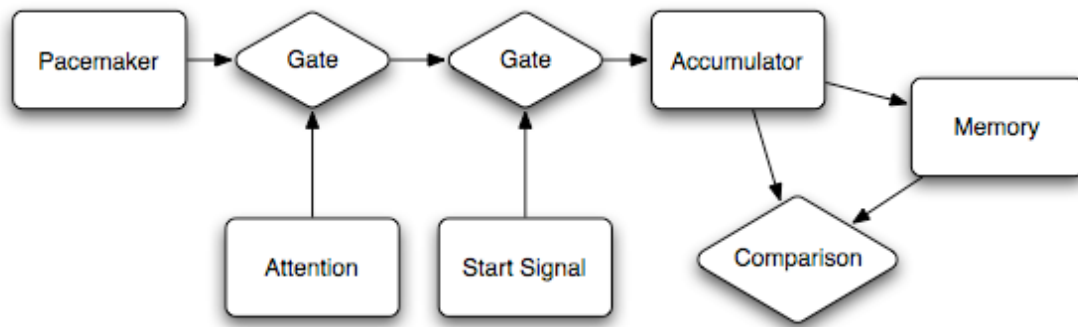 Pacemaker
Gate
Gate
Accumulator
Memory
Attention
Start Signal
Comparison